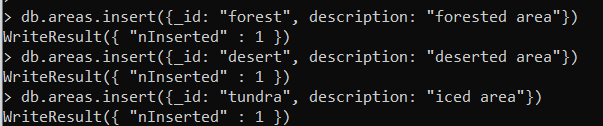 > db.areas.insert({_id: "forest", description: "forested area"})
WriteResult({ "nInserted" : 1 })
> db.areas.insert({_id: "desert", description: "deserted area"})
WriteResult({ "nInserted" : 1 })
> db.areas.insert({_id: "tundra", description: "iced area"})
WriteResult({ "nInserted" : 1 })